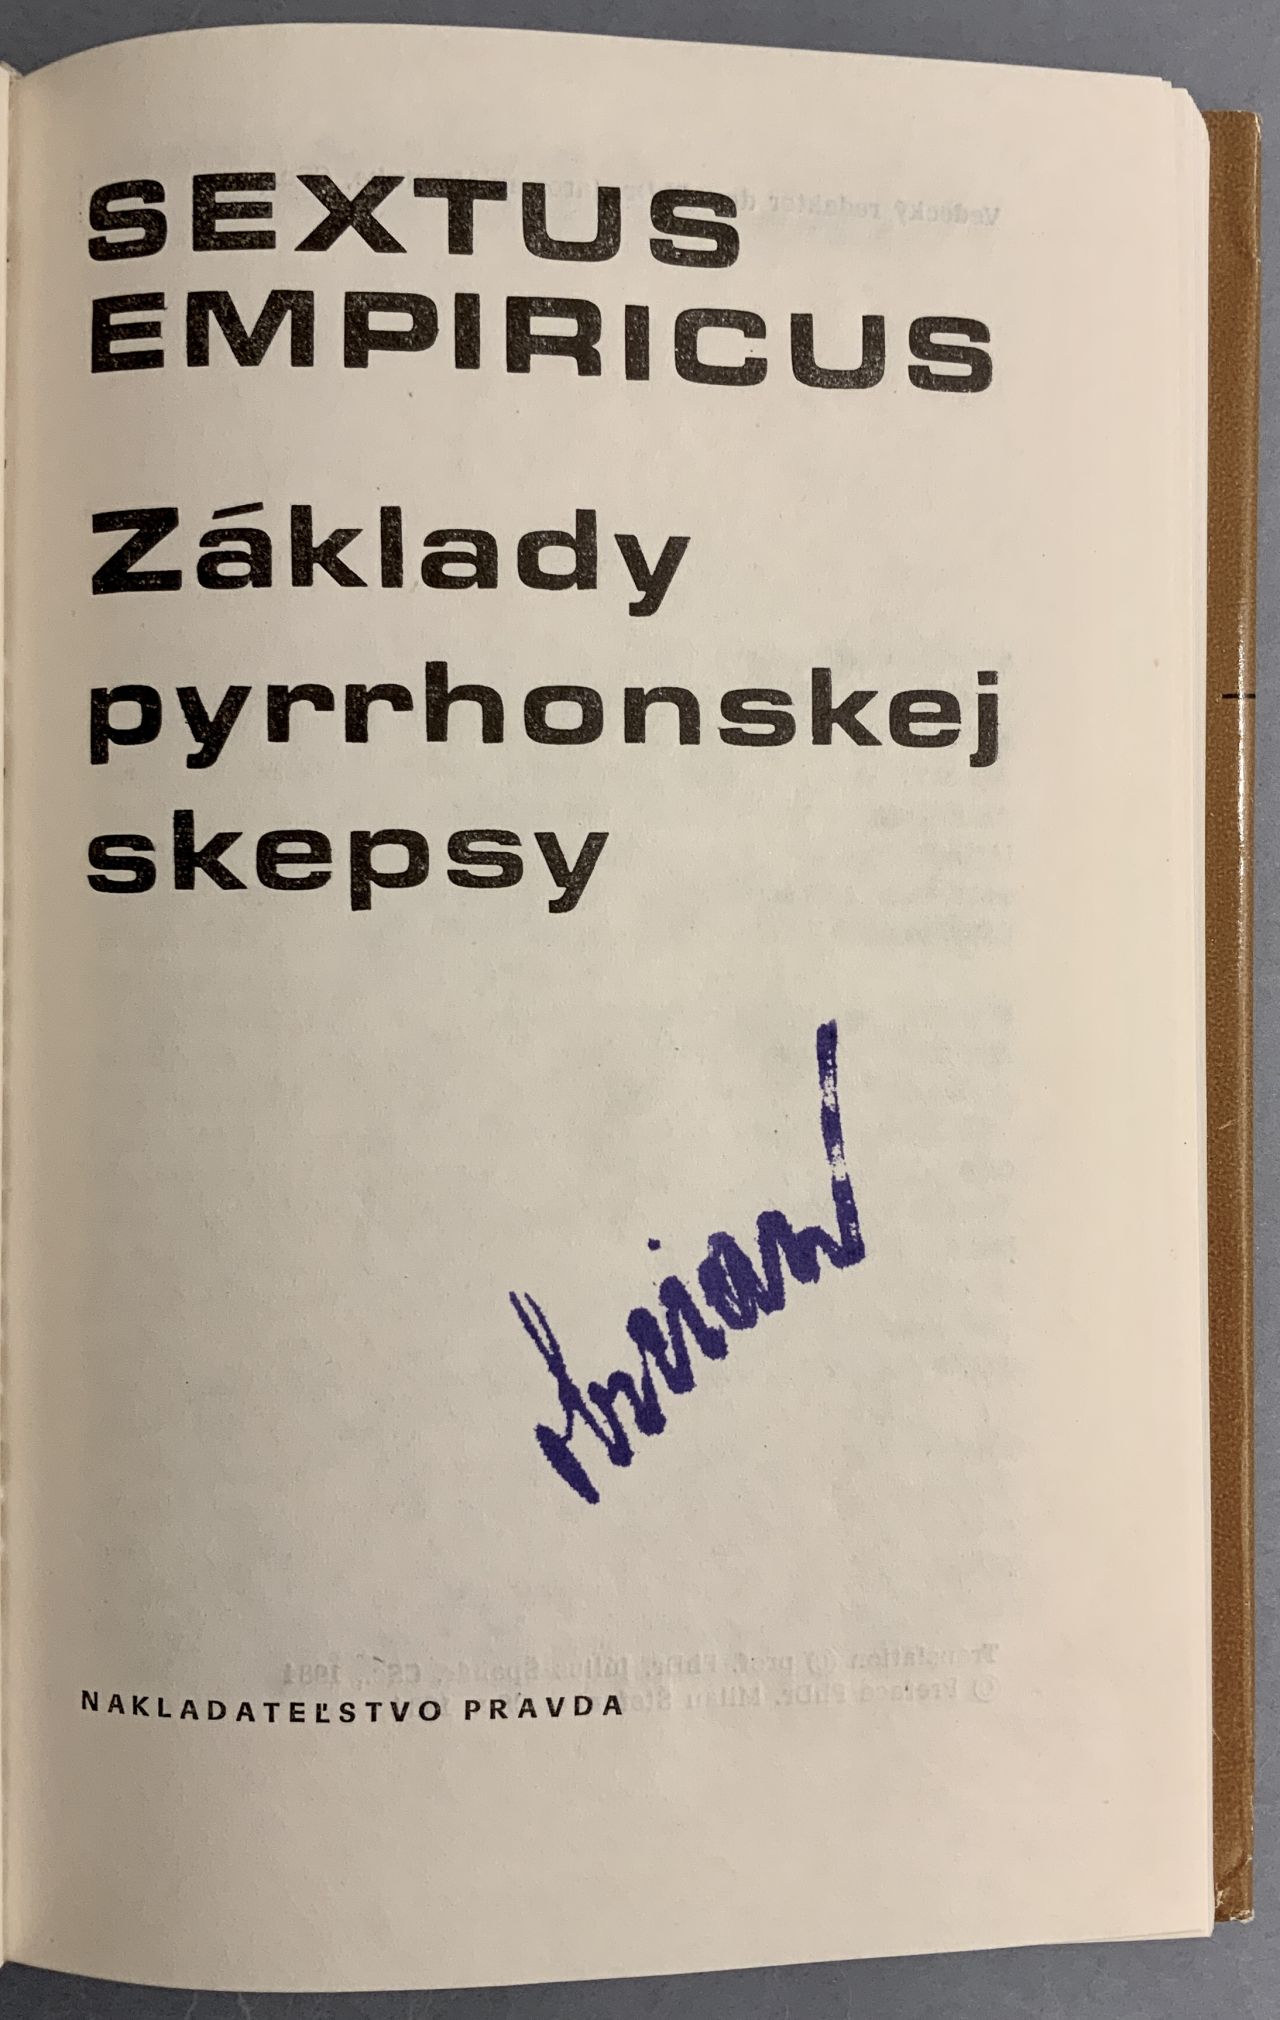 SEXTUS
EMPIRICUS
Základy
pyrrhonskej
skepsy
NAKLADATEĽSTVO PRAVDA